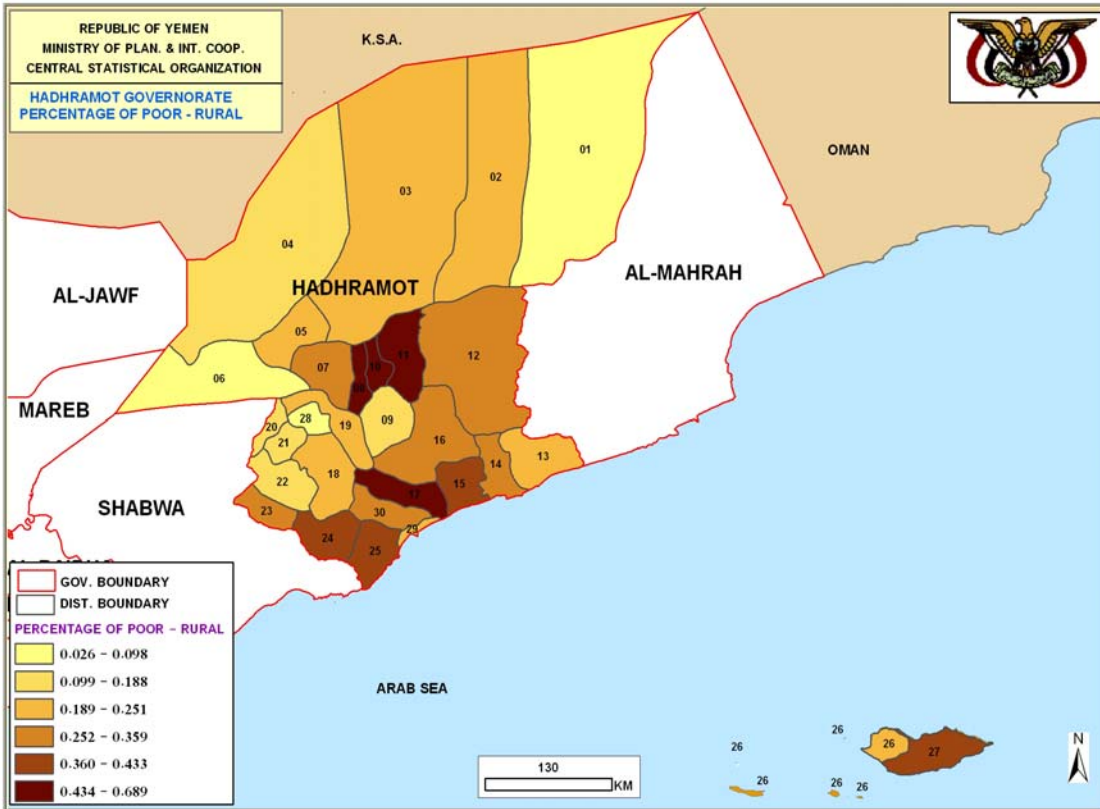 REPUBLIC OF YEMEN
MINISTRY OF PLAN. & INT. COOP.
CENTRAL STATISTICAL ORGANIZATION
HADHRAMOT GOVERNORATE
PERCENTAGE OF POOR - RURAL
K.S.A.
OMAN
01
02
03
04
HADHRAMOT
AL-MAHRAH
AL-JAWF
05
06
07
08
10
11
12
MAREB
09
28
19
20
21
16
13
14
15
18
22
17
SHABWA
23
30
29
24
25
GOV. BOUNDARY
DIST. BOUNDARY
PERCENTAGE OF POOR - RURAL
0.026 - 0.098
0.099 - 0.188
0.189 - 0.251
0.252 - 0.359
0.360 - 0.433
0.434 - 0.689
ARAB SEA
26
26
26
27
26
26
26
130
KM
N